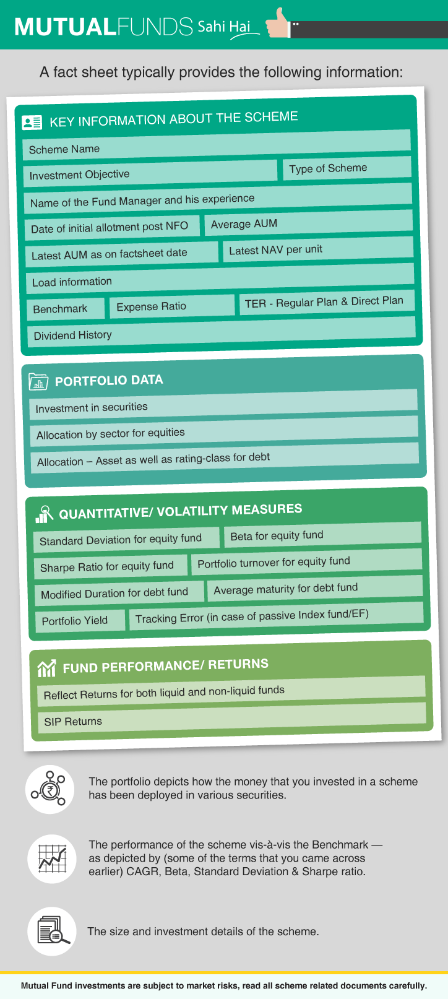 MUTUALFUNDS Sahi Hai
A fact sheet typically provides the following information:
KEY INFORMATION ABOUT THE SCHEME
Scheme Name
Investment Objective
Type of Scheme
Name of the Fund Manager and his experience
Date of initial allotment post NFO
Average AUM
Latest AUM as on factsheet date
Latest NAV per unit
Load information
Benchmark
Expense Ratio
TER - Regular Plan & Direct Plan
Dividend History
PORTFOLIO DATA
Investment in securities
Allocation by sector for equities
Allocation – Asset as well as rating-class for debt
QUANTITATIVE/ VOLATILITY MEASURES
Standard Deviation for equity fund
Beta for equity fund
Sharpe Ratio for equity fund
Portfolio turnover for equity fund
Modified Duration for debt fund
Average maturity for debt fund
Portfolio Yield
Tracking Error (in case of passive Index fund/EF)
FUND PERFORMANCE/ RETURNS
Reflect Returns for both liquid and non-liquid funds
SIP Returns
₹
The portfolio depicts how the money that you invested in a scheme
has been deployed in various securities.
The performance of the scheme vis-à-vis the Benchmark —
as depicted by (some of the terms that you came across
earlier) CAGR, Beta, Standard Deviation & Sharpe ratio.
The size and investment details of the scheme.
Mutual Fund investments are subject to market risks, read all scheme related documents carefully.